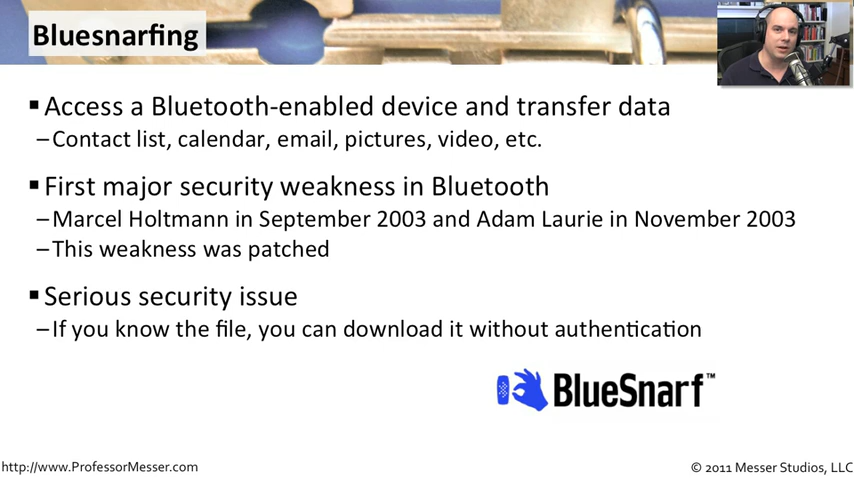 Bluesnarfing
▪Access a Bluetooth-enabled device and transfer data
–Contact list, calendar, email, pictures, video, etc.
▪First major security weakness in Bluetooth
–Marcel Holtmann in September 2003 and Adam Laurie in November 2003
–This weakness was patched
▪Serious security issue
–If you know the file, you can download it without authentication
BlueSnarf™
http://www.ProfessorMesser.com
© 2011 Messer Studios, LLC